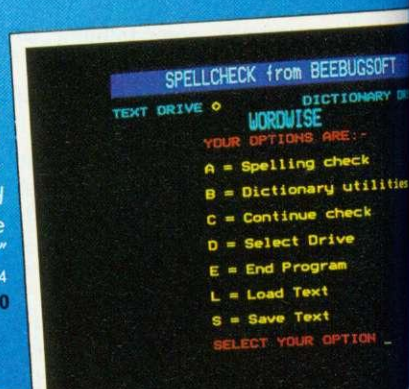 SPELLCHECK from BEEBUGSOFT
TEXT DRIVE 0 DICTIONARY
WORDWISE
YOUR OPTIONS ARE:-
A = Spelling check
B = Dictionary utilities
C = Continue check
D = Select Drive
E = End Program
L = Load Text
S = Save Text
SELECT YOUR OPTION _